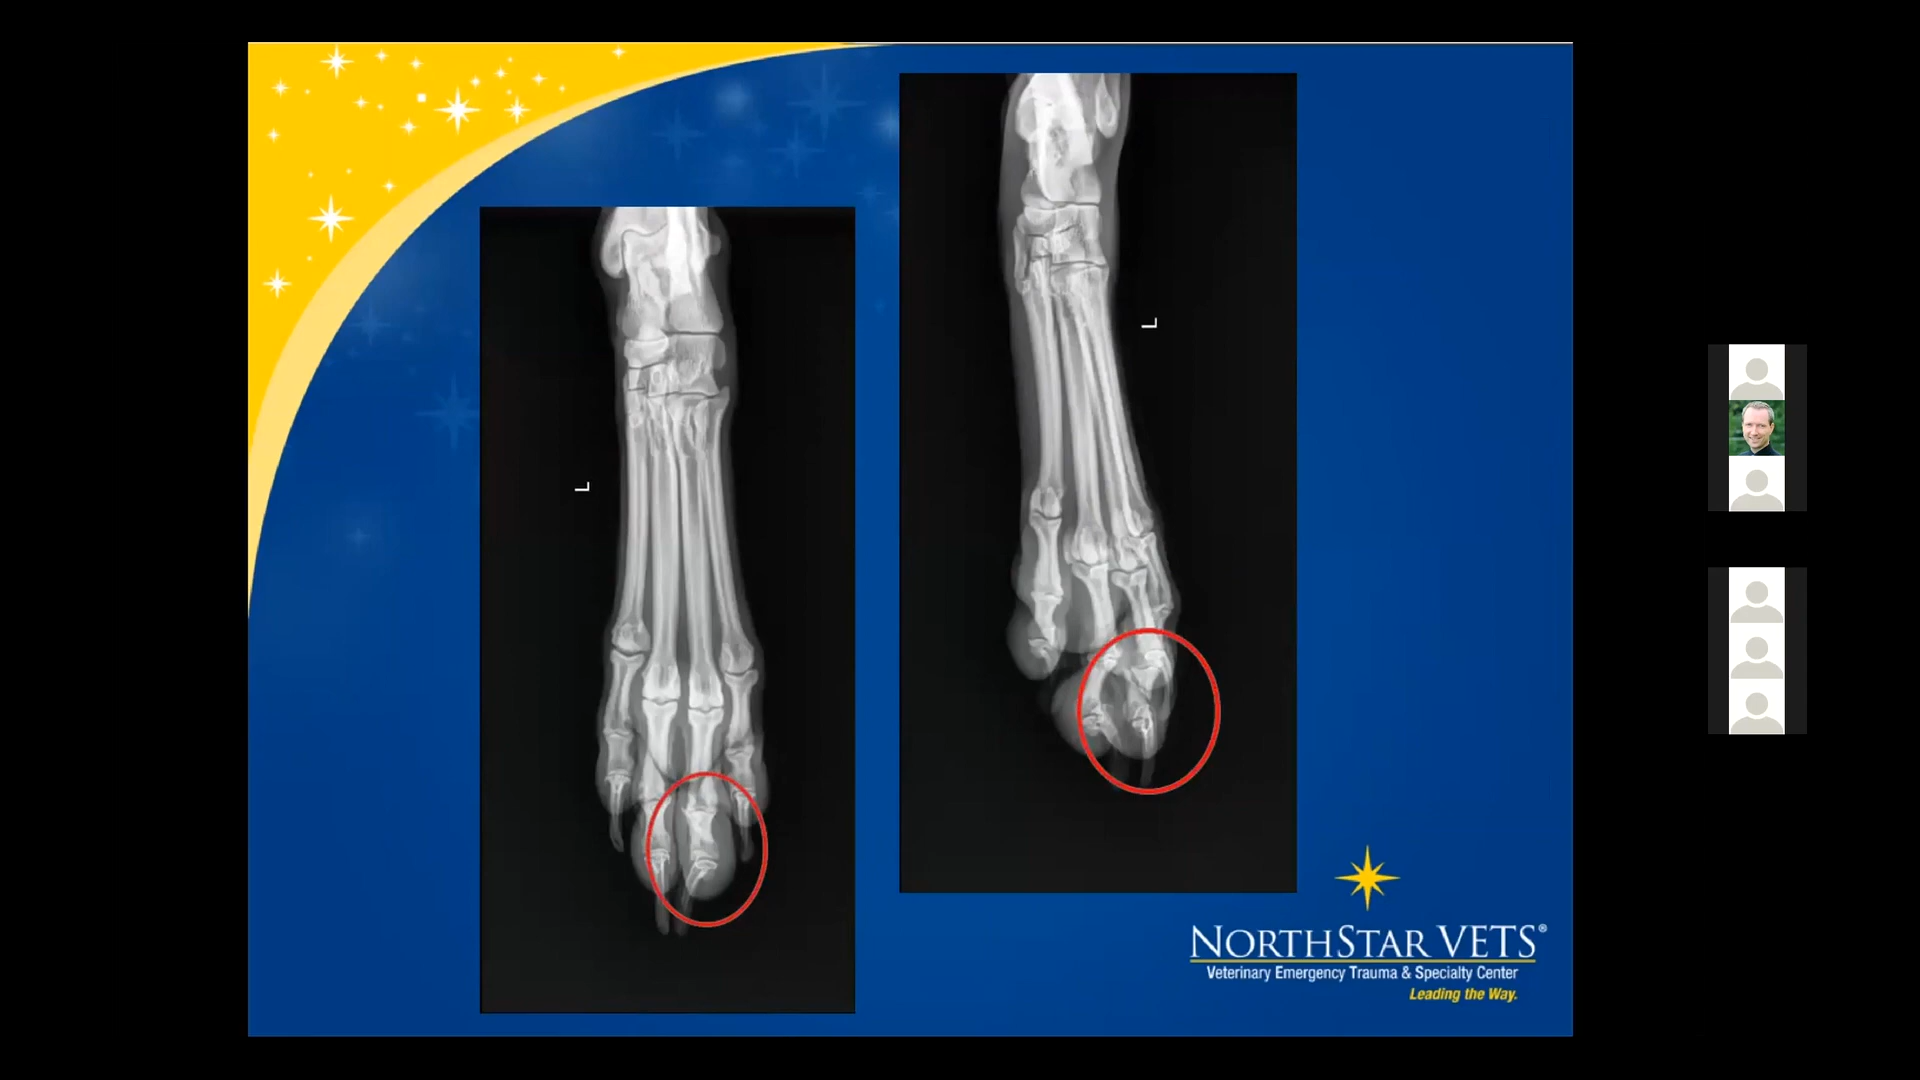 L
L
NORTHSTAR VETS®
Veterinary Emergency Trauma & Specialty Center
Leading the Way.